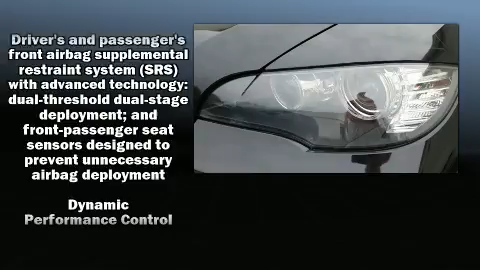 Driver's and passenger's
front airbag supplemental
restraint system (SRS)
with advanced technology:
dual-threshold dual-stage
deployment; and
front-passenger seat
sensors designed to
prevent unnecessary
airbag deployment
Dynamic
Performance Control